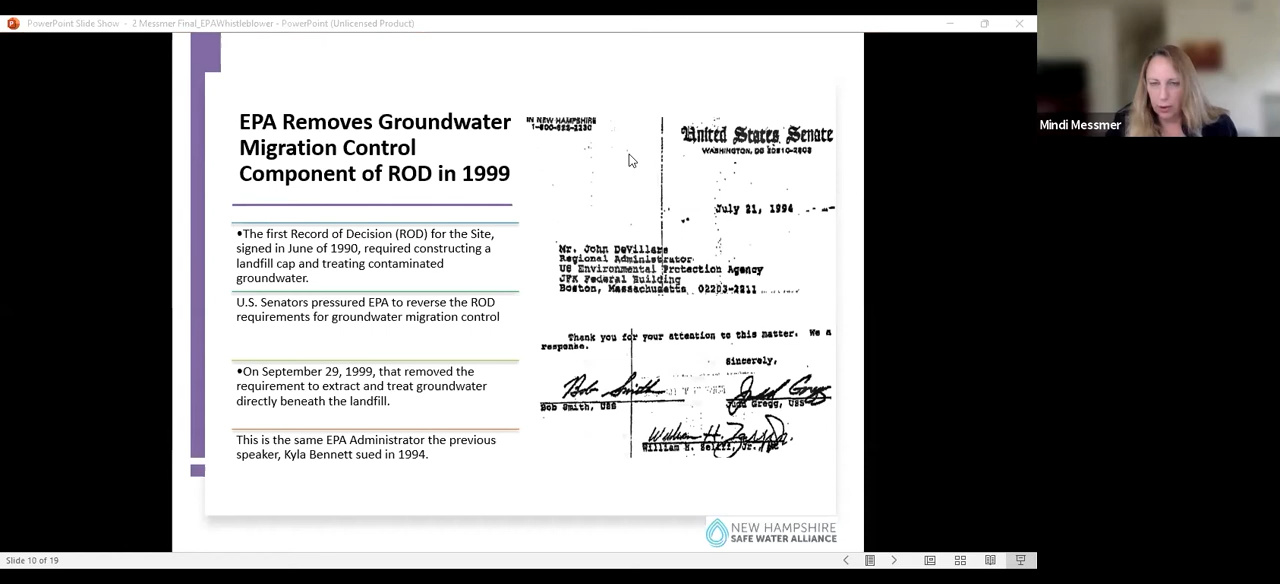 PowerPoint Slide Show - 2 Messmer Final_EPAWhistleblower - PowerPoint (Unlicensed Product)
EPA Removes Groundwater
Migration Control
Component of ROD in 1999
•The first Record of Decision (ROD) for the Site,
signed in June of 1990, required constructing a
landfill cap and treating contaminated
groundwater.
U.S. Senators pressured EPA to reverse the ROD
requirements for groundwater migration control
•On September 29, 1999, that removed the
requirement to extract and treat groundwater
directly beneath the landfill.
This is the same EPA Administrator the previous
speaker, Kyla Bennett sued in 1994.
IN NEW HAMPSHIRE
United States Senate
WASHINGTON, DC
July 21, 1994
Mr. John DeVillars
Regional Administrator
US Environmental Protection Agency
JFK Federal Building
Boston, Massachusetts 02203-2211
Thank you for your attention to this matter. We a
response.
Sincerely,
Bob Smith
Bob Smith, USS
Judd Gregg, USS
William H.
NEW HAMPSHIRE
SAFE WATER ALLIANCE
Slide 10 of 19
Mindi Messmer